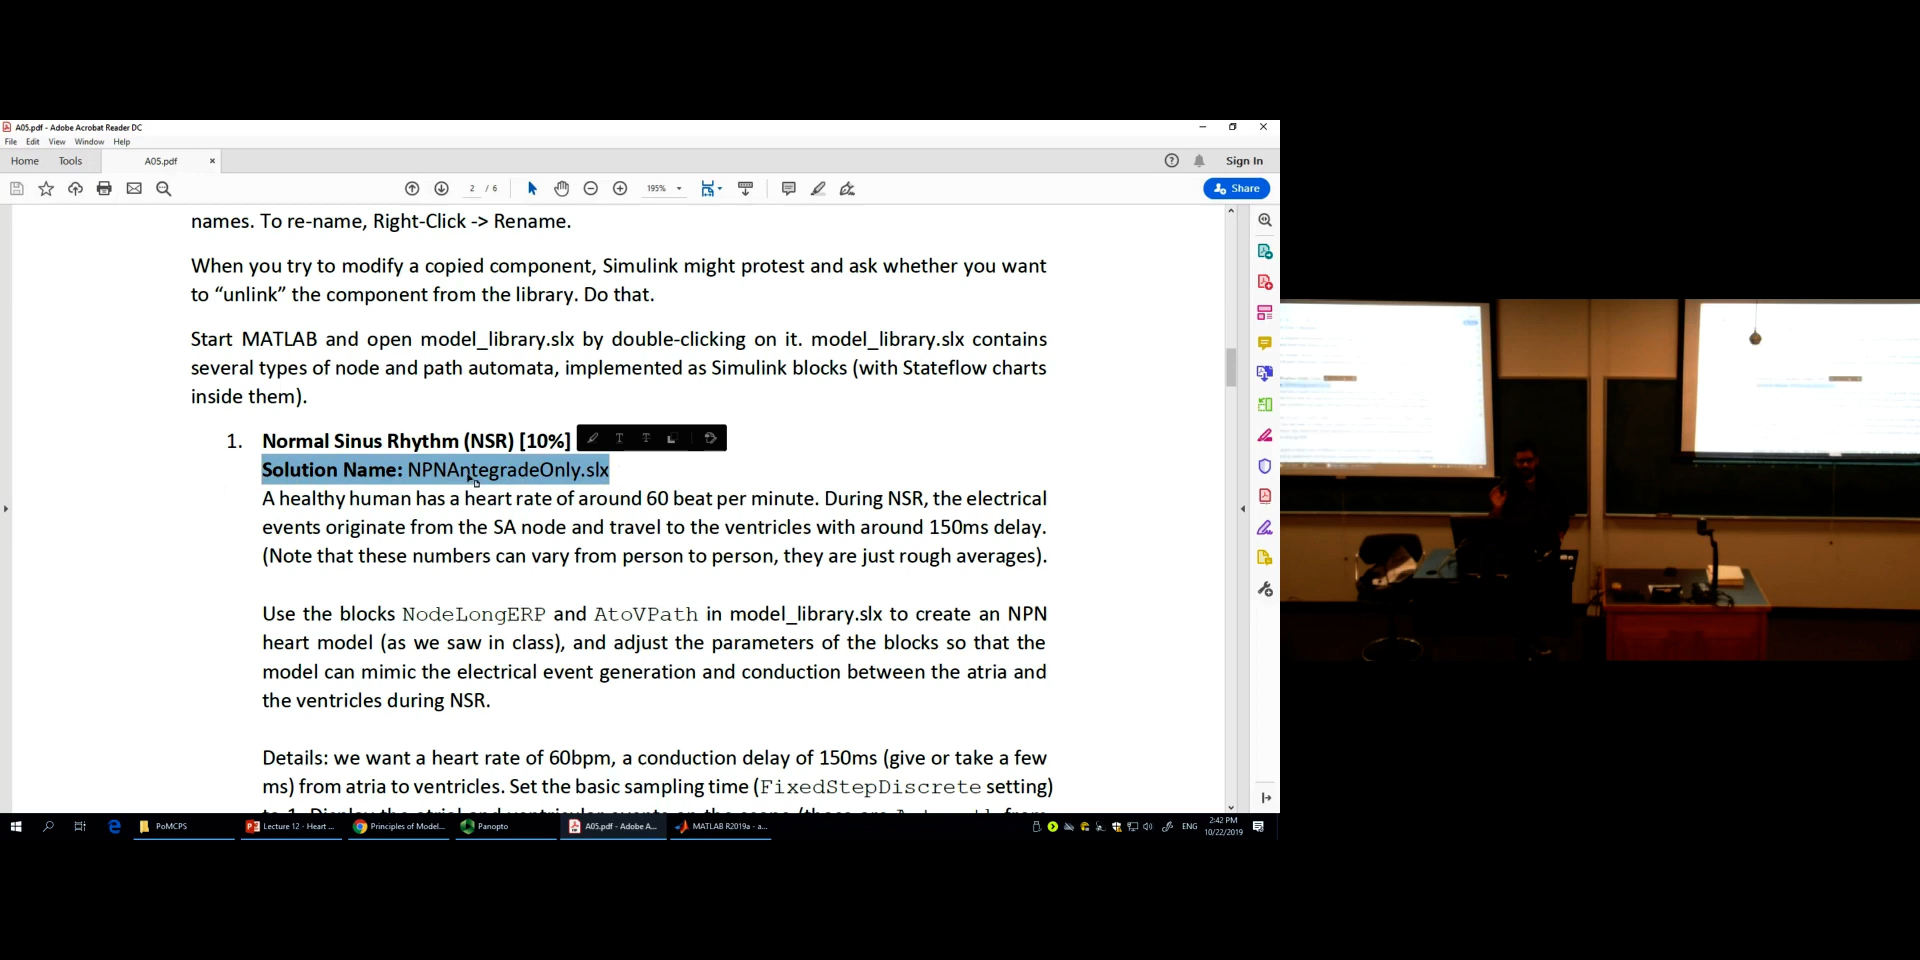 A05.pdf - Adobe Acrobat Reader DC
File Edit View Window Help
Home Tools A05.pdf × Sign In
2 / 6 195% Share
names. To re-name, Right-Click -> Rename.
When you try to modify a copied component, Simulink might protest and ask whether you want
to “unlink” the component from the library. Do that.
Start MATLAB and open model_library.slx by double-clicking on it. model_library.slx contains
several types of node and path automata, implemented as Simulink blocks (with Stateflow charts
inside them).
1. Normal Sinus Rhythm (NSR) [10%]
Solution Name: NPNAntegradeOnly.slx
A healthy human has a heart rate of around 60 beat per minute. During NSR, the electrical
events originate from the SA node and travel to the ventricles with around 150ms delay.
(Note that these numbers can vary from person to person, they are just rough averages).
Use the blocks NodeLongERP and AtoVPath in model_library.slx to create an NPN
heart model (as we saw in class), and adjust the parameters of the blocks so that the
model can mimic the electrical event generation and conduction between the atria and
the ventricles during NSR.
Details: we want a heart rate of 60bpm, a conduction delay of 150ms (give or take a few
ms) from atria to ventricles. Set the basic sampling time (FixedStepDiscrete setting)
PoMCPS Lecture 12 - Heart ... Principles of Model... Panopto A05.pdf - Adobe A... MATLAB R2019a - a... ENG 2:42 PM
10/22/2019